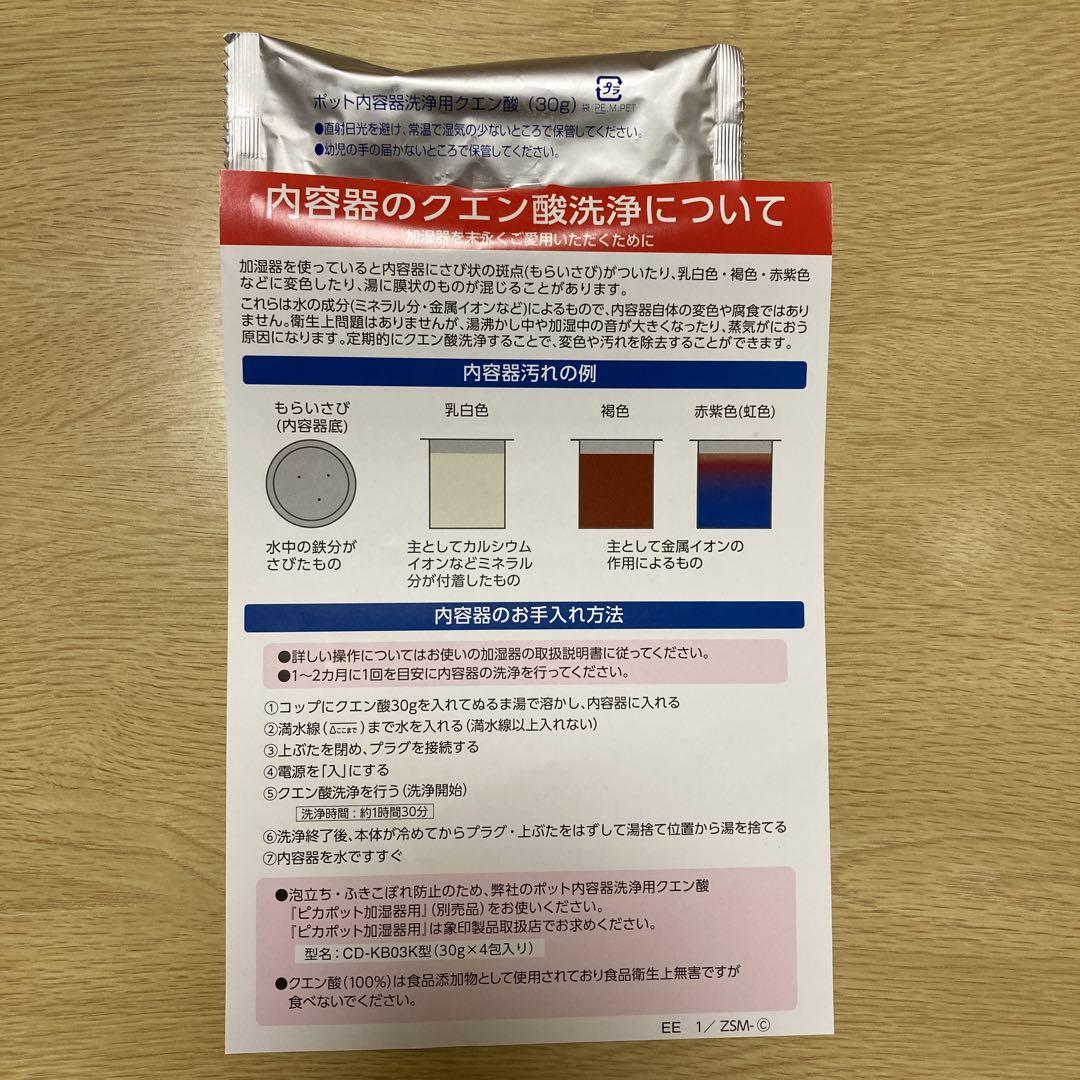 ポット内容器洗浄用クエン酸 (30g) プラ 袋:PE.M.PET
●直射日光を避け、常温で湿気の少ないところで保管してください。
●幼児の手の届かないところで保管してください。
内容器のクエン酸洗浄について
加湿器を末永くご愛用いただくために
加湿器を使っていると内容器にさび状の斑点(もらいさび)がついたり、乳白色・褐色・赤紫色
などに変色したり、湯に膜状のものが混じることがあります。
これらは水の成分(ミネラル分・金属イオンなど)によるもので、内容器自体の変色や腐食ではあり
ません。衛生上問題はありませんが、湯沸かし中や加湿中の音が大きくなったり、蒸気がにおう
原因になります。定期的にクエン酸洗浄することで、変色や汚れを除去することができます。
内容器汚れの例
もらいさび
(内容器底)
乳白色
褐色
赤紫色(虹色)
水中の鉄分が
さびたもの
主としてカルシウム
イオンなどミネラル
分が付着したもの
主として金属イオンの
作用によるもの
内容器のお手入れ方法
●詳しい操作についてはお使いの加湿器の取扱説明書に従ってください。
●1〜2カ月に1回を目安に内容器の洗浄を行ってください。
①コップにクエン酸30gを入れてぬるま湯で溶かし、内容器に入れる
②満水線(△ここまで)まで水を入れる(満水線以上入れない)
③上ぶたを閉め、プラグを接続する
④電源を「入」にする
⑤クエン酸洗浄を行う(洗浄開始)
洗浄時間:約1時間30分
⑥洗浄終了後、本体が冷めてからプラグ・上ぶたをはずして湯捨て位置から湯を捨てる
⑦内容器を水ですすぐ
●泡立ち・ふきこぼれ防止のため、弊社のポット内容器洗浄用クエン酸
『ピカポット加湿器用』(別売品)をお使いください。
『ピカポット加湿器用』は象印製品取扱店でお求めください。
型名:CD-KB03K型(30g×4包入り)
●クエン酸(100%)は食品添加物として使用されており食品衛生上無害ですが
食べないでください。
EE 1/ ZSM-Ⓒ